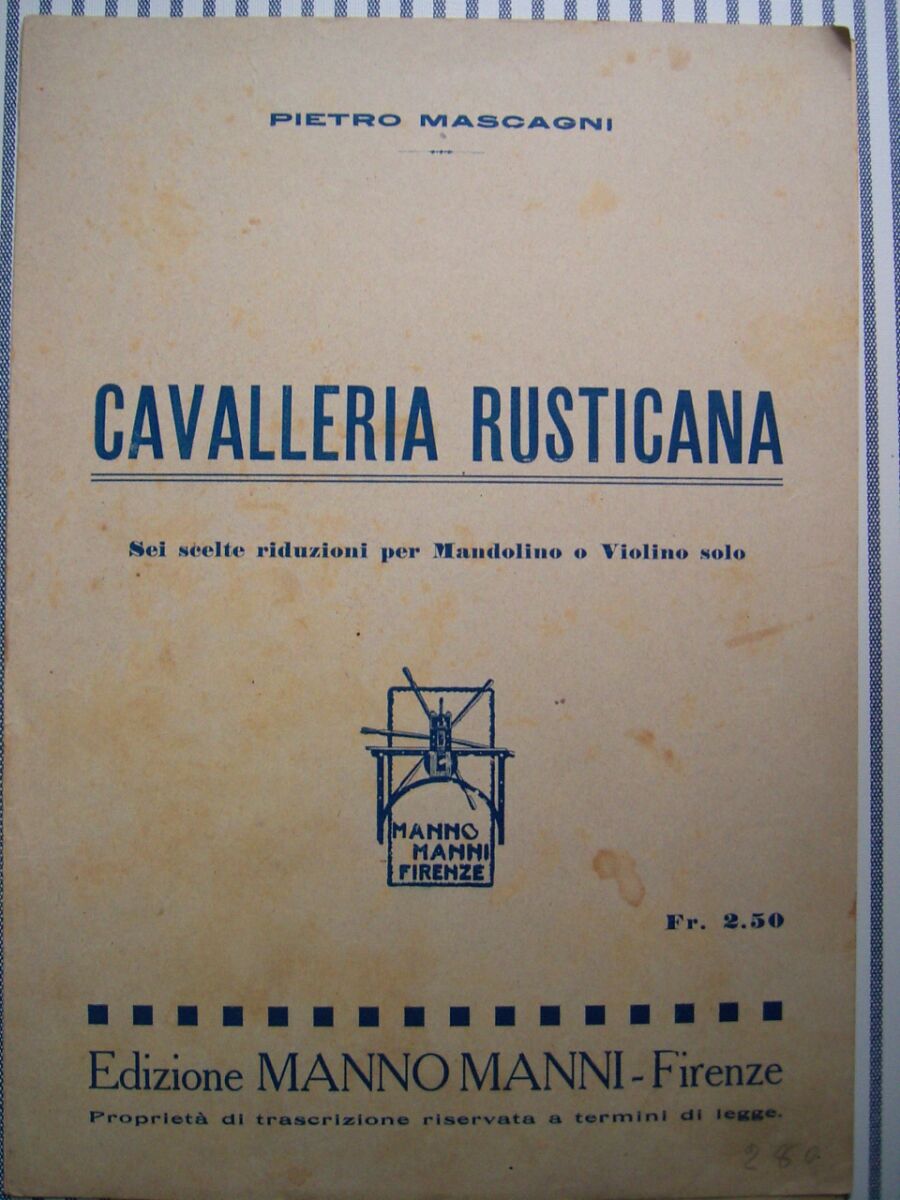 PIETRO MASCAGNI
CAVALLERIA RUSTICANA
Sei scelte riduzioni per Mandolino o Violino solo
MANNO
MANNI
FIRENZE
Fr. 2.50
Edizione MANNO MANNI - Firenze
Proprietà di trascrizione riservata a termini di legge.